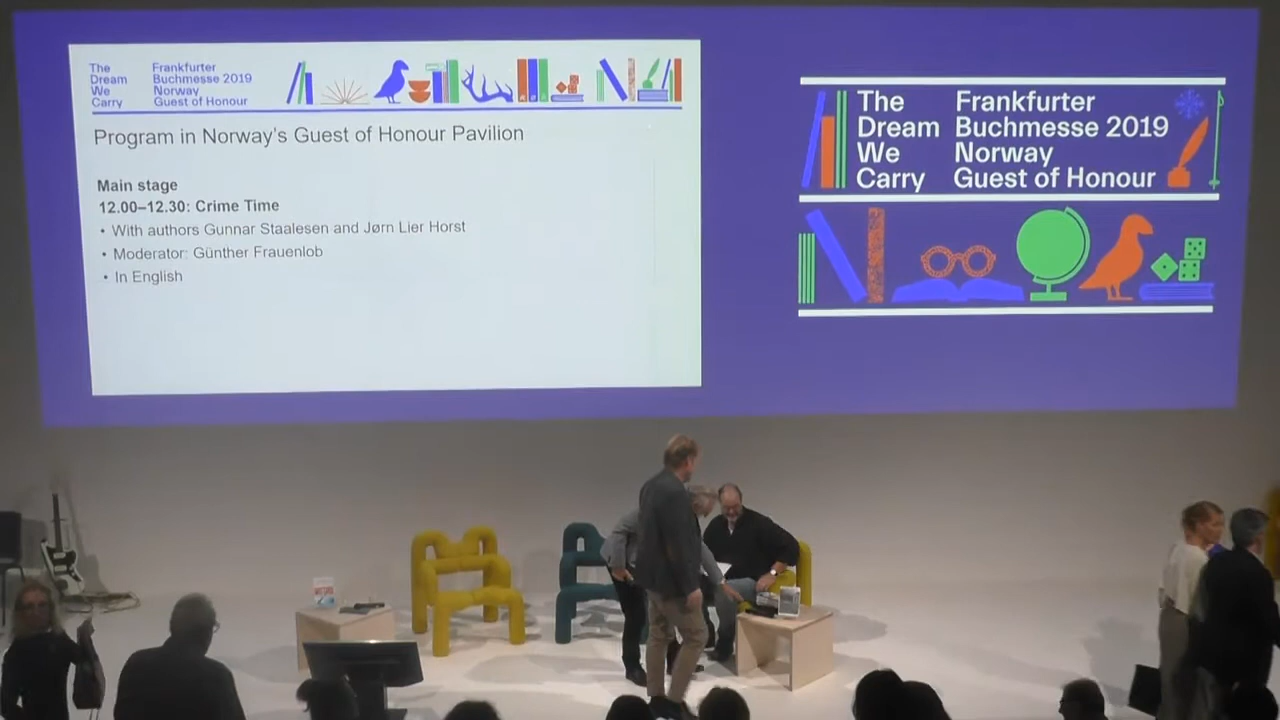 The
Dream
We
Carry
Frankfurter
Buchmesse 2019
Norway
Guest of Honour
Program in Norway's Guest of Honour Pavilion
Main stage
12.00–12.30: Crime Time
• With authors Gunnar Staalesen and Jørn Lier Horst
• Moderator: Günther Frauenlob
• In English
The
Dream
We
Carry
Frankfurter
Buchmesse 2019
Norway
Guest of Honour